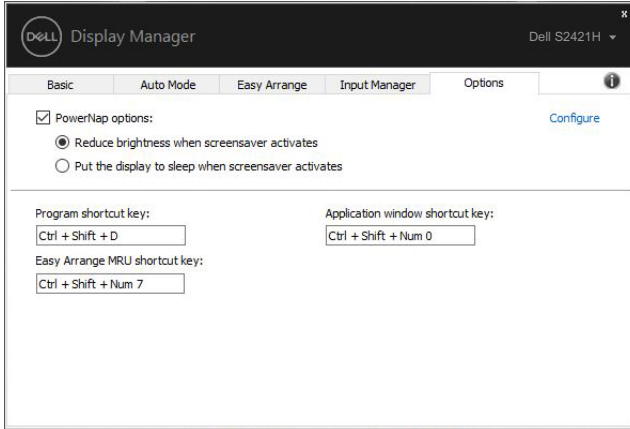 x
DELL Display Manager Dell S2421H
Basic Auto Mode Easy Arrange Input Manager Options i
PowerNap options: Configure
Reduce brightness when screensaver activates
Put the display to sleep when screensaver activates
Program shortcut key: Application window shortcut key:
Ctrl + Shift + D Ctrl + Shift + Num 0
Easy Arrange MRU shortcut key:
Ctrl + Shift + Num 7